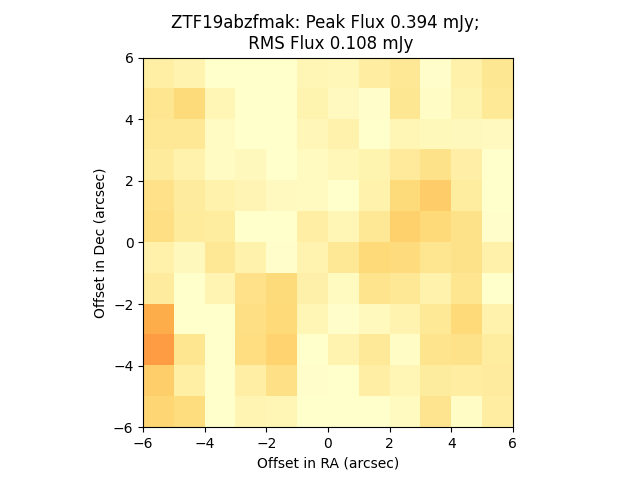 ZTF19abzfmak: Peak Flux 0.394 mJy;
RMS Flux 0.108 mJy
6
4
2
0
−2
−4
−6
Offset in Dec (arcsec)
−6 −4 −2 0 2 4 6
Offset in RA (arcsec)